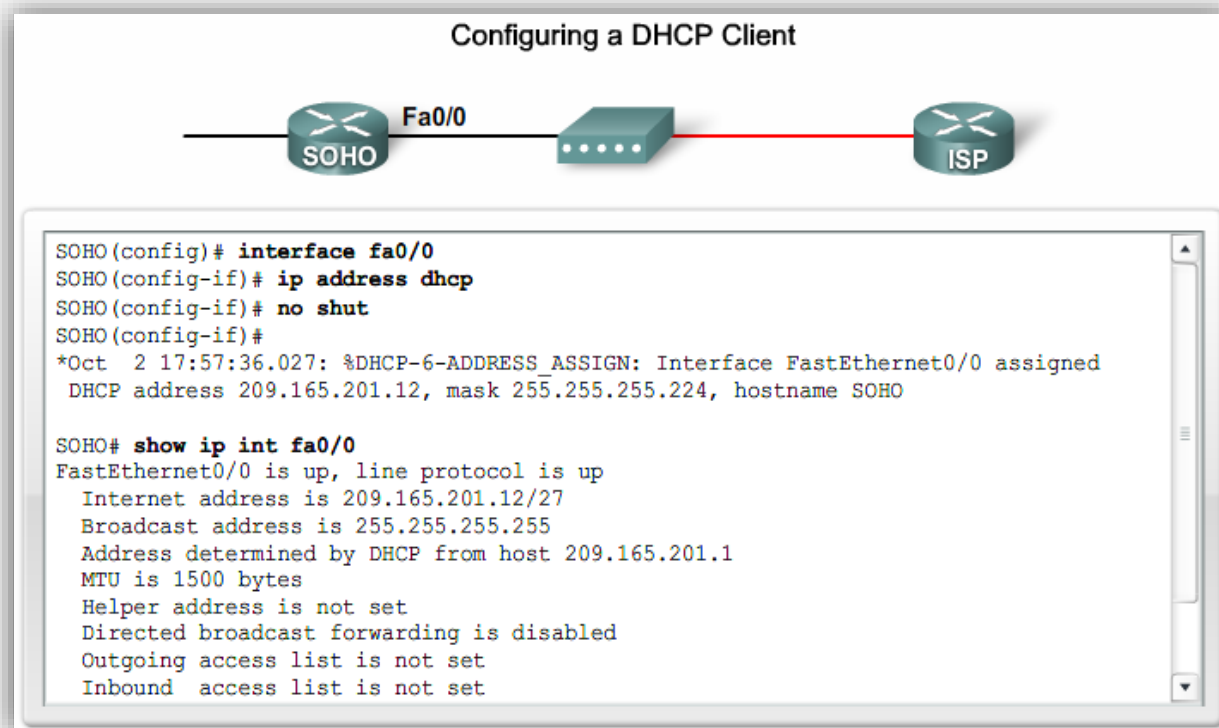 Configuring a DHCP Client
Fa0/0
SOHO
ISP
SOHO(config)# interface fa0/0
SOHO(config-if)# ip address dhcp
SOHO(config-if)# no shut
SOHO(config-if)#
*Oct  2 17:57:36.027: %DHCP-6-ADDRESS_ASSIGN: Interface FastEthernet0/0 assigned
 DHCP address 209.165.201.12, mask 255.255.255.224, hostname SOHO
SOHO# show ip int fa0/0
FastEthernet0/0 is up, line protocol is up
  Internet address is 209.165.201.12/27
  Broadcast address is 255.255.255.255
  Address determined by DHCP from host 209.165.201.1
  MTU is 1500 bytes
  Helper address is not set
  Directed broadcast forwarding is disabled
  Outgoing access list is not set
  Inbound  access list is not set